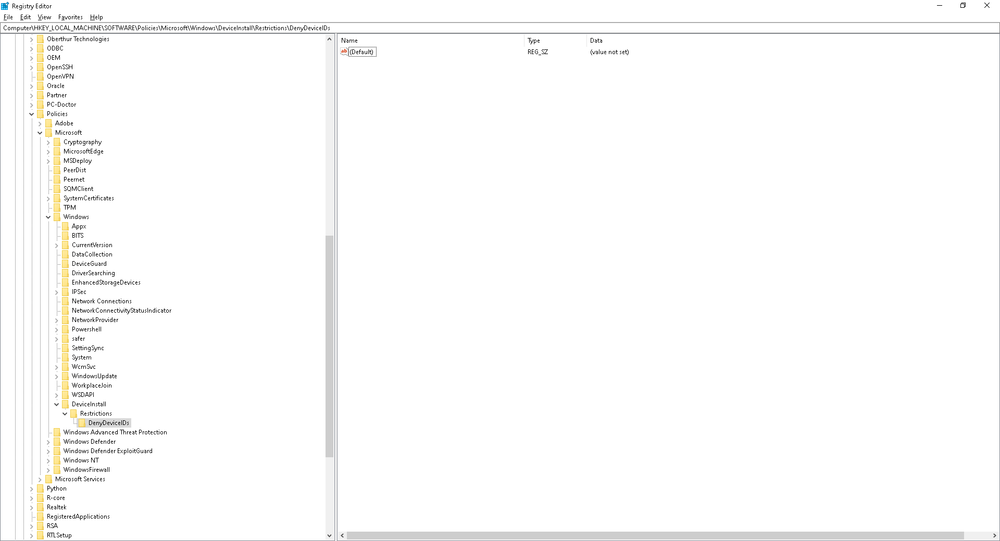 Registry Editor
File Edit View Favorites Help
Computer\HKEY_LOCAL_MACHINE\SOFTWARE\Policies\Microsoft\Windows\DeviceInstall\Restrictions\DenyDeviceIDs
Oberthur Technologies
ODBC
OEM
OpenSSH
OpenVPN
Oracle
Partner
PC-Doctor
Policies
Adobe
Microsoft
Cryptography
MicrosoftEdge
MSDeploy
PeerDist
Peernet
SQMClient
SystemCertificates
TPM
Windows
Appx
BITS
CurrentVersion
DataCollection
DeviceGuard
DriverSearching
EnhancedStorageDevices
IPSec
Network Connections
NetworkConnectivityStatusIndicator
NetworkProvider
Powershell
safer
SettingSync
System
WcmSvc
WindowsUpdate
WorkplaceJoin
WSDAPI
DeviceInstall
Restrictions
DenyDeviceIDs
Windows Advanced Threat Protection
Windows Defender
Windows Defender ExploitGuard
Windows NT
WindowsFirewall
Microsoft Services
Python
R-core
Realtek
RegisteredApplications
RSA
RTLSetup
Name Type Data
ab (Default) REG_SZ (value not set)